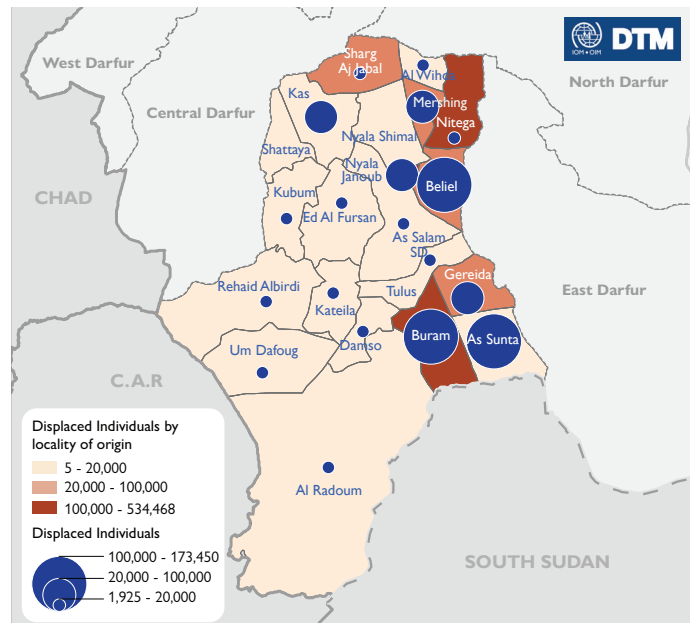 IOM • OIM
DTM
West Darfur
North Darfur
Central Darfur
CHAD
East Darfur
C.A.R
SOUTH SUDAN
Sharg
Aj Jabal
Al Wihda
Kas
Mershing
Nitega
Nyala Shimal
Shattaya
Nyala
Janoub
Beliel
Kubum
Ed Al Fursan
As Salam
SD
Rehaid Albirdi
Tulus
Gereida
Kateila
Buram
As Sunta
Um Dafoug
Damso
Al Radoum
Displaced Individuals by
locality of origin
5 - 20,000
20,000 - 100,000
100,000 - 534,468
Displaced Individuals
100,000 - 173,450
20,000 - 100,000
1,925 - 20,000